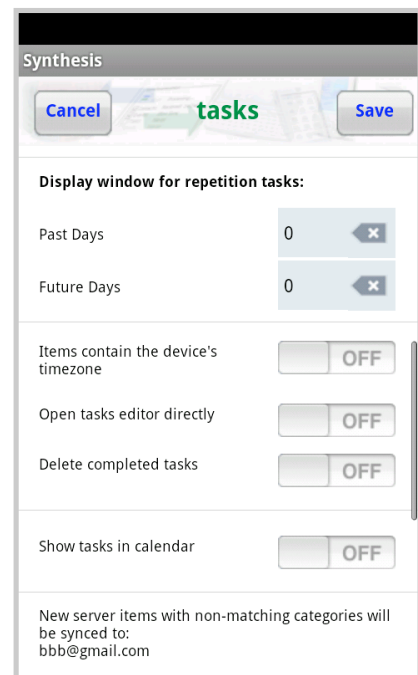 Synthesis
Cancel tasks Save
Display window for repetition tasks:
Past Days 0
Future Days 0
Items contain the device's
timezone OFF
Open tasks editor directly OFF
Delete completed tasks OFF
Show tasks in calendar OFF
New server items with non-matching categories will
be synced to:
bbb@gmail.com